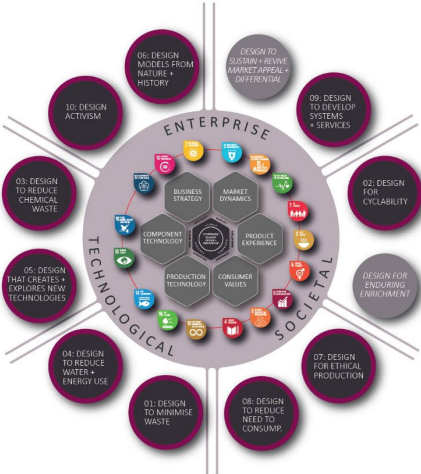 06: DESIGN
MODELS FROM
NATURE +
HISTORY
DESIGN TO
SUSTAIN + REVIVE
MARKET APPEAL +
DIFFERENTIAL
10: DESIGN
ACTIVISM
09: DESIGN
TO DEVELOP
SYSTEMS
+ SERVICES
03: DESIGN
TO REDUCE
CHEMICAL
WASTE
02: DESIGN
FOR
CYCLABILITY
05: DESIGN
THAT CREATES +
EXPLORES NEW
TECHNOLOGIES
DESIGN FOR
ENDURING
ENRICHMENT
04: DESIGN
TO REDUCE
WATER +
ENERGY USE
07: DESIGN
FOR ETHICAL
PRODUCTION
01: DESIGN
TO MINIMISE
WASTE
08: DESIGN
TO REDUCE
NEED TO
CONSUMP.
ENTERPRISE
TECHNOLOGICAL
SOCIETAL
BUSINESS
STRATEGY
MARKET
DYNAMICS
COMPONENT
TECHNOLOGY
PRODUCT
EXPERIENCE
PRODUCTION
TECHNOLOGY
CONSUMER
VALUES